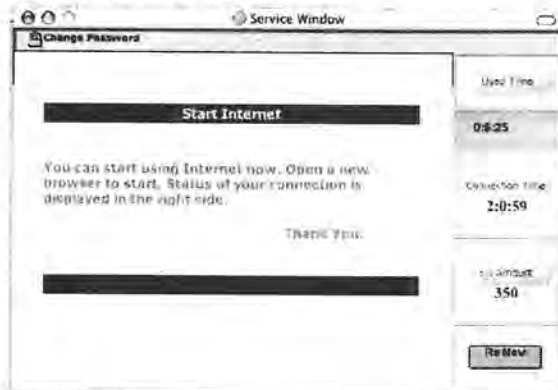 Service Window
Change Password
Start Internet
You can start using Internet now. Open a new
browser to start. Status of your connection is
displayed in the right side.
Thank You.
Used Time
0:6:25
Connection Time
2:0:59
Amount
350
ReNew